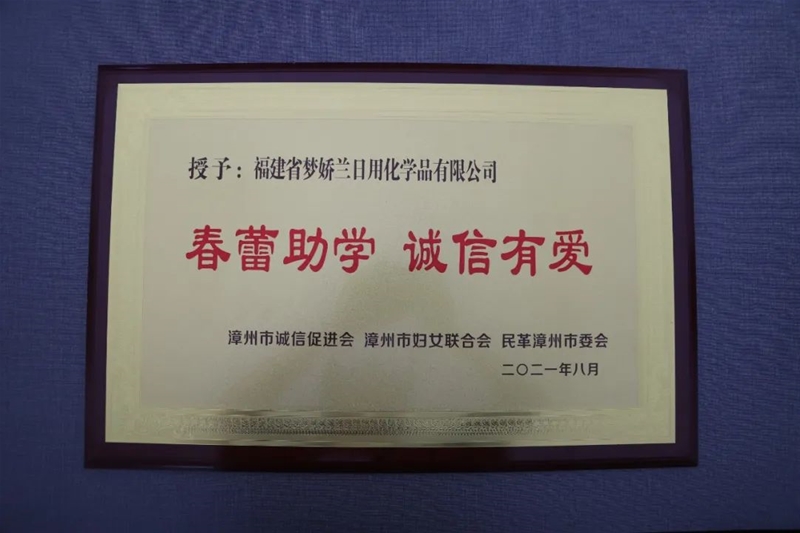 授予：福建省梦娇兰日用化学品有限公司
春蕾助学 诚信有爱
漳州市诚信促进会 漳州市妇女联合会 民革漳州市委会
二〇二一年八月